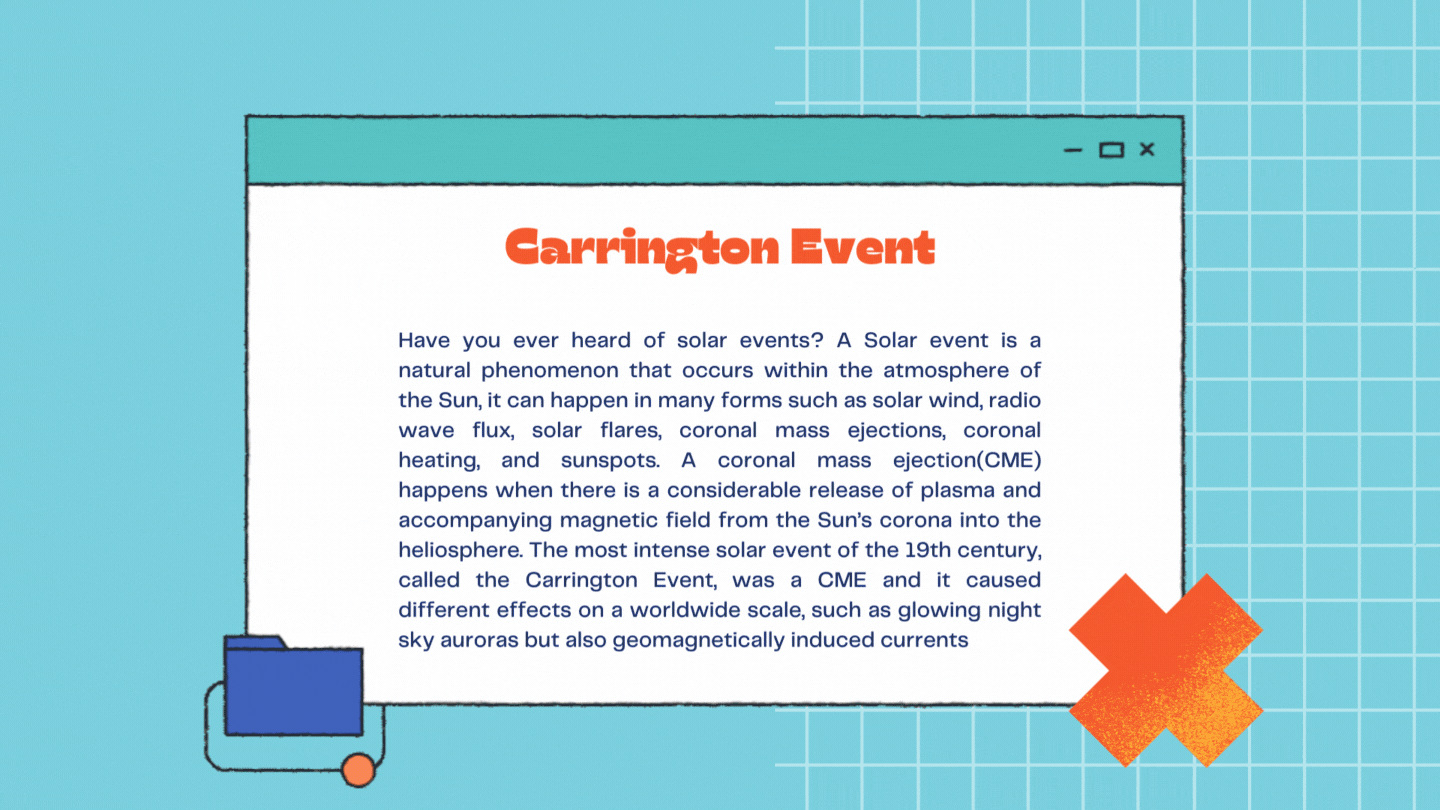 Carrington Event
Have you ever heard of solar events? A Solar event is a
natural phenomenon that occurs within the atmosphere of
the Sun, it can happen in many forms such as solar wind, radio
wave flux, solar flares, coronal mass ejections, coronal
heating, and sunspots. A coronal mass ejection(CME)
happens when there is a considerable release of plasma and
accompanying magnetic field from the Sun’s corona into the
heliosphere. The most intense solar event of the 19th century,
called the Carrington Event, was a CME and it caused
different effects on a worldwide scale, such as glowing night
sky auroras but also geomagnetically induced currents